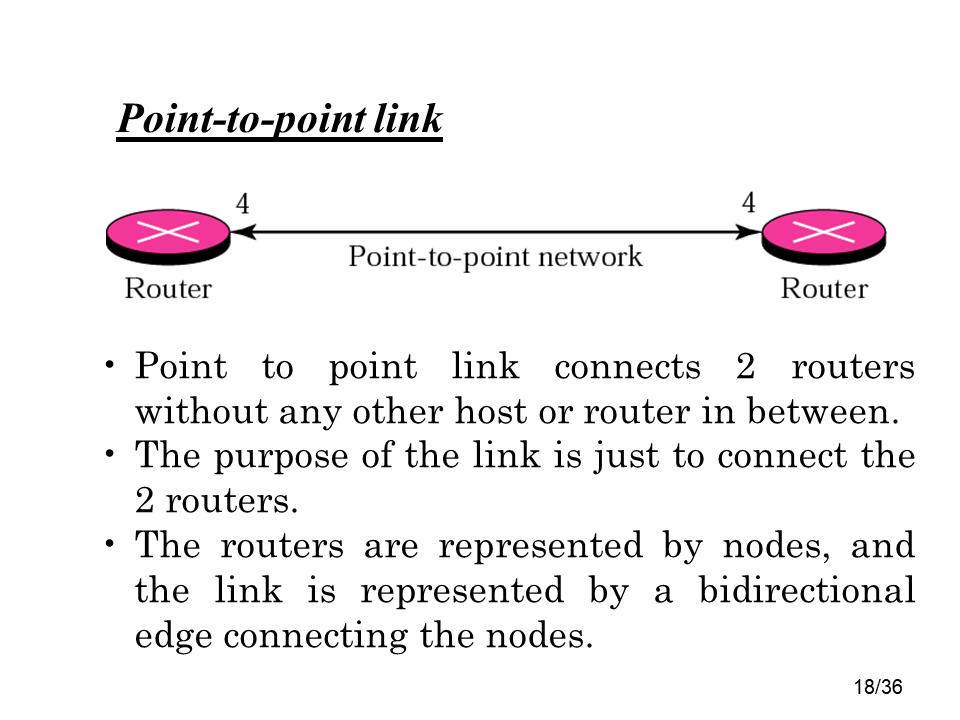 Point-to-point link
4 4
Point-to-point network
Router Router
• Point to point link connects 2 routers
without any other host or router in between.
• The purpose of the link is just to connect the
2 routers.
• The routers are represented by nodes, and
the link is represented by a bidirectional
edge connecting the nodes.
18/36